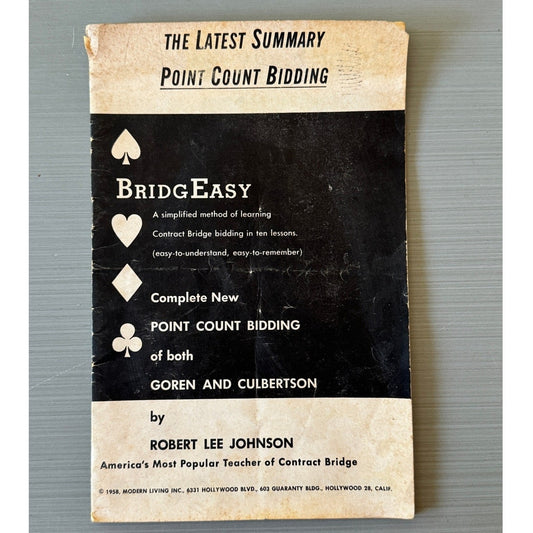 THE LATEST SUMMARY
POINT COUNT BIDDING
BRIDGEASY
A simplified method of learning
Contract Bridge bidding in ten lessons.
(easy-to-understand, easy-to-remember)
Complete New
POINT COUNT BIDDING
of both
GOREN AND CULBERTSON
by
ROBERT LEE JOHNSON
America's Most Popular Teacher of Contract Bridge
© 1958, MODERN LIVING INC., 6331 HOLLYWOOD BLVD., 603 GUARANTY BLDG., HOLLYWOOD 28, CALIF.